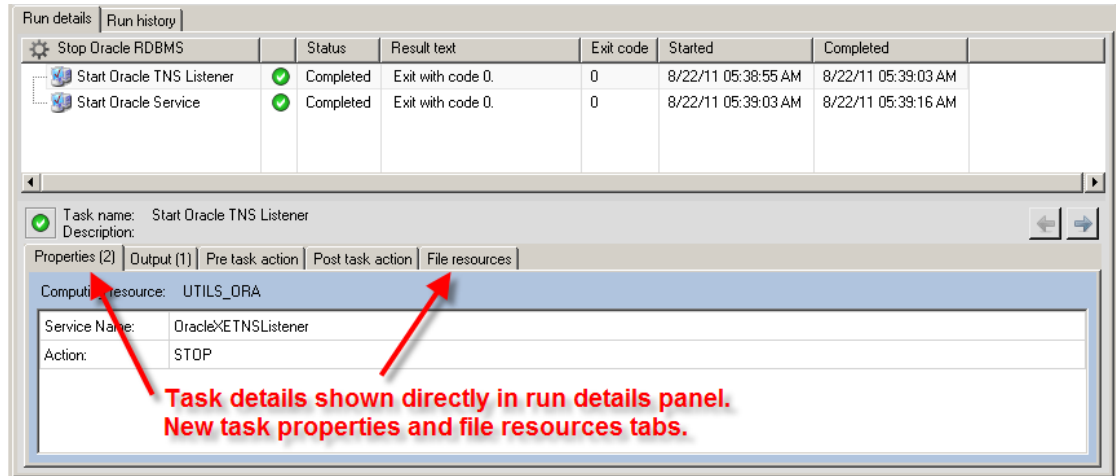 Run details Run history
Stop Oracle RDBMS Status Result text Exit code Started Completed
Start Oracle TNS Listener Completed Exit with code 0. 0 8/22/11 05:38:55 AM 8/22/11 05:39:03 AM
Start Oracle Service Completed Exit with code 0. 0 8/22/11 05:39:03 AM 8/22/11 05:39:16 AM
Task name: Start Oracle TNS Listener
Description:
Properties (2) Output (1) Pre task action Post task action File resources
Computing resource: UTILS_ORA
Service Name: OracleXETNSListener
Action: STOP
Task details shown directly in run details panel.
New task properties and file resources tabs.